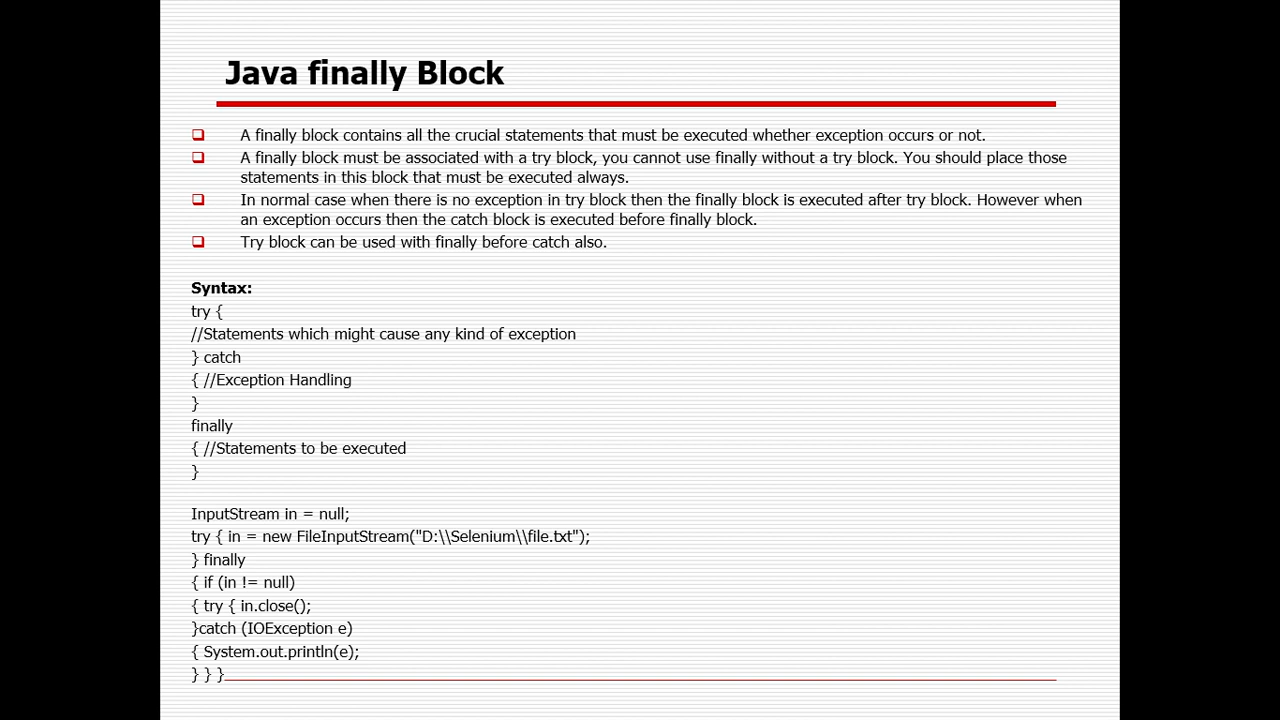 Java finally Block
A finally block contains all the crucial statements that must be executed whether exception occurs or not.
A finally block must be associated with a try block, you cannot use finally without a try block. You should place those
statements in this block that must be executed always.
In normal case when there is no exception in try block then the finally block is executed after try block. However when
an exception occurs then the catch block is executed before finally block.
Try block can be used with finally before catch also.
Syntax:
try {
//Statements which might cause any kind of exception
} catch
{ //Exception Handling
}
finally
{ //Statements to be executed
}
InputStream in = null;
try { in = new FileInputStream("D:\\Selenium\\file.txt");
} finally
{ if (in != null)
{ try { in.close();
}catch (IOException e)
{ System.out.println(e);
} } }